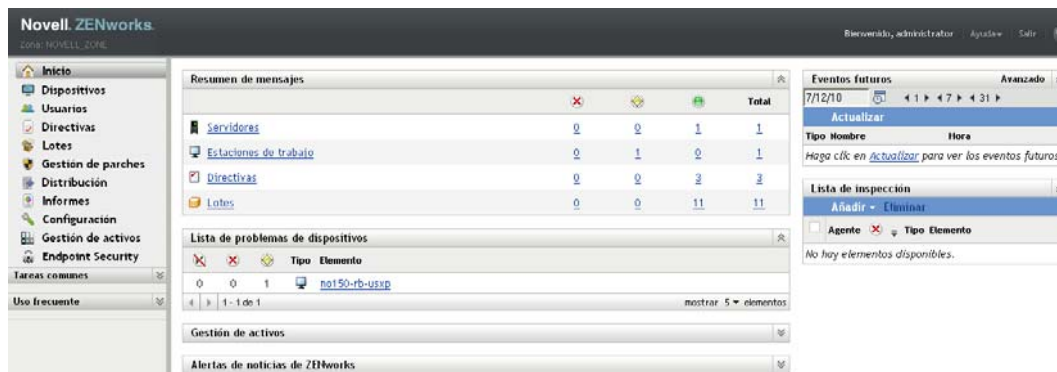 Novell. ZENworks.
Zona: NOVELL_ZONE
Bienvenido, administrator Ayuda Salir
Inicio
Dispositivos
Usuarios
Directivas
Lotes
Gestión de parches
Distribución
Informes
Configuración
Gestión de activos
Endpoint Security
Tareas comunes
Uso frecuente
Resumen de mensajes
Total
Servidores 0 0 1 1
Estaciones de trabajo 0 1 0 1
Directivas 0 0 3 3
Lotes 0 0 11 11
Lista de problemas de dispositivos
Tipo Elemento
0 0 1 no150-rb-usxp
1 - 1 de 1 mostrar 5 elementos
Gestión de activos
Alertas de noticias de ZENworks
Eventos futuros Avanzado
7/12/10 1 7 31
Actualizar
Tipo Nombre Hora
Haga clic en Actualizar para ver los eventos futuros
Lista de inspección
Añadir Eliminar
Agente Tipo Elemento
No hay elementos disponibles.